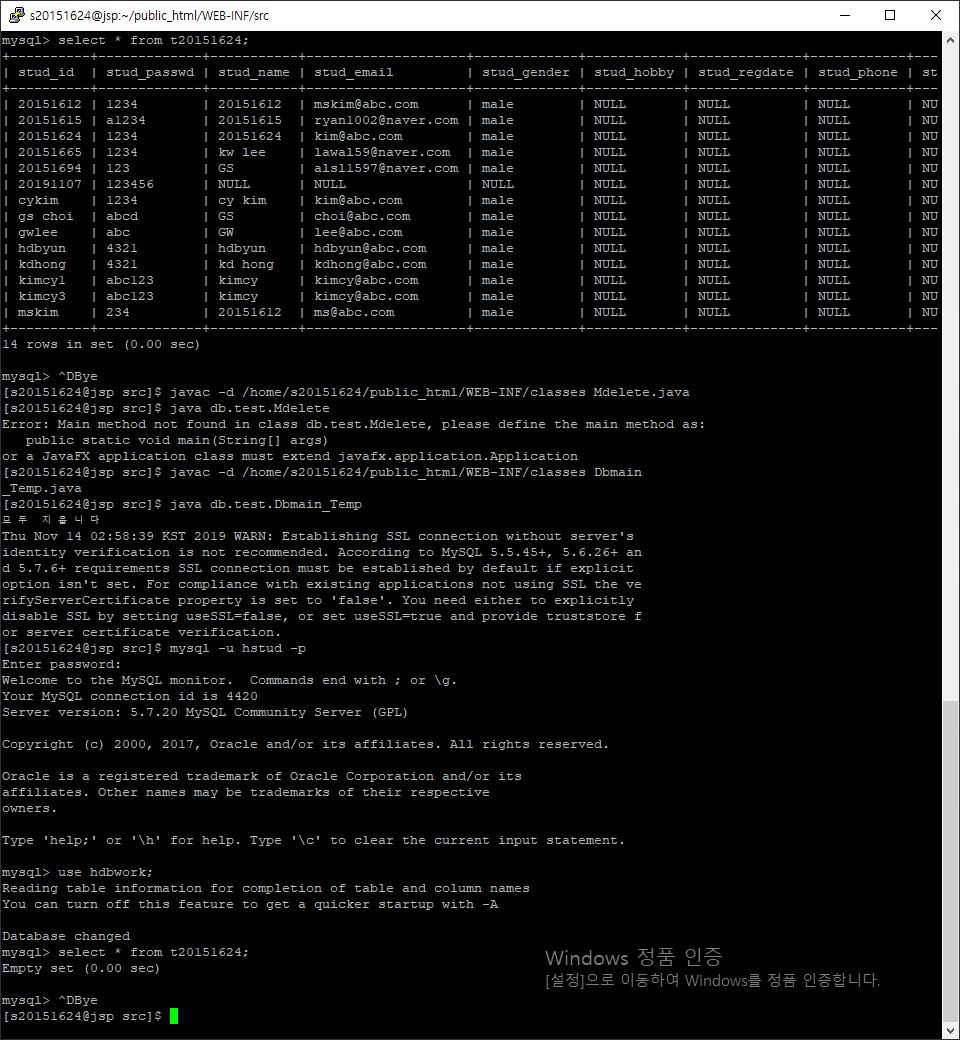 s20151624@jsp:~/public_html/WEB-INF/src
mysql> select * from t20151624;
+----------+-------------+-----------+--------------------+-------------+------------+--------------+------------+---
| stud_id | stud_passwd | stud_name | stud_email | stud_gender | stud_hobby | stud_regdate | stud_phone | st
+----------+-------------+-----------+--------------------+-------------+------------+--------------+------------+---
| 20151612 | 1234 | 20151612 | mskim@abc.com | male | NULL | NULL | NULL | NU
| 20151615 | a1234 | 20151615 | ryan1002@naver.com | male | NULL | NULL | NULL | NU
| 20151624 | 1234 | 20151624 | kim@abc.com | male | NULL | NULL | NULL | NU
| 20151665 | 1234 | kw lee | lawal59@naver.com | male | NULL | NULL | NULL | NU
| 20151694 | 123 | GS | alsl1597@naver.com | male | NULL | NULL | NULL | NU
| 20191107 | 123456 | NULL | NULL | NULL | NULL | NULL | NULL | NU
| cykim | 1234 | cy kim | kim@abc.com | male | NULL | NULL | NULL | NU
| gs choi | abcd | GS | choi@abc.com | male | NULL | NULL | NULL | NU
| gwlee | abc | GW | lee@abc.com | male | NULL | NULL | NULL | NU
| hdbyun | 4321 | hdbyun | hdbyun@abc.com | male | NULL | NULL | NULL | NU
| kdhong | 4321 | kd hong | kdhong@abc.com | male | NULL | NULL | NULL | NU
| kimcy1 | abc123 | kimcy | kimcy@abc.com | male | NULL | NULL | NULL | NU
| kimcy3 | abc123 | kimcy | kimcy@abc.com | male | NULL | NULL | NULL | NU
| mskim | 234 | 20151612 | ms@abc.com | male | NULL | NULL | NULL | NU
+----------+-------------+-----------+--------------------+-------------+------------+--------------+------------+---
14 rows in set (0.00 sec)
mysql> ^DBye
[s20151624@jsp src]$ javac -d /home/s20151624/public_html/WEB-INF/classes Mdelete.java
[s20151624@jsp src]$ java db.test.Mdelete
Error: Main method not found in class db.test.Mdelete, please define the main method as:
public static void main(String[] args)
or a JavaFX application class must extend javafx.application.Application
[s20151624@jsp src]$ javac -d /home/s20151624/public_html/WEB-INF/classes Dbmain
_Temp.java
[s20151624@jsp src]$ java db.test.Dbmain_Temp
모두 지웁니다
Thu Nov 14 02:58:39 KST 2019 WARN: Establishing SSL connection without server's
identity verification is not recommended. According to MySQL 5.5.45+, 5.6.26+ an
d 5.7.6+ requirements SSL connection must be established by default if explicit
option isn't set. For compliance with existing applications not using SSL the ve
rifyServerCertificate property is set to 'false'. You need either to explicitly
disable SSL by setting useSSL=false, or set useSSL=true and provide truststore f
or server certificate verification.
[s20151624@jsp src]$ mysql -u hstud -p
Enter password:
Welcome to the MySQL monitor. Commands end with ; or \g.
Your MySQL connection id is 4420
Server version: 5.7.20 MySQL Community Server (GPL)
Copyright (c) 2000, 2017, Oracle and/or its affiliates. All rights reserved.
Oracle is a registered trademark of Oracle Corporation and/or its
affiliates. Other names may be trademarks of their respective
owners.
Type 'help;' or '\h' for help. Type '\c' to clear the current input statement.
mysql> use hdbwork;
Reading table information for completion of table and column names
You can turn off this feature to get a quicker startup with -A
Database changed
mysql> select * from t20151624;
Empty set (0.00 sec)
mysql> ^DBye
[s20151624@jsp src]$
Windows 정품 인증
[설정]으로 이동하여 Windows를 정품 인증합니다.